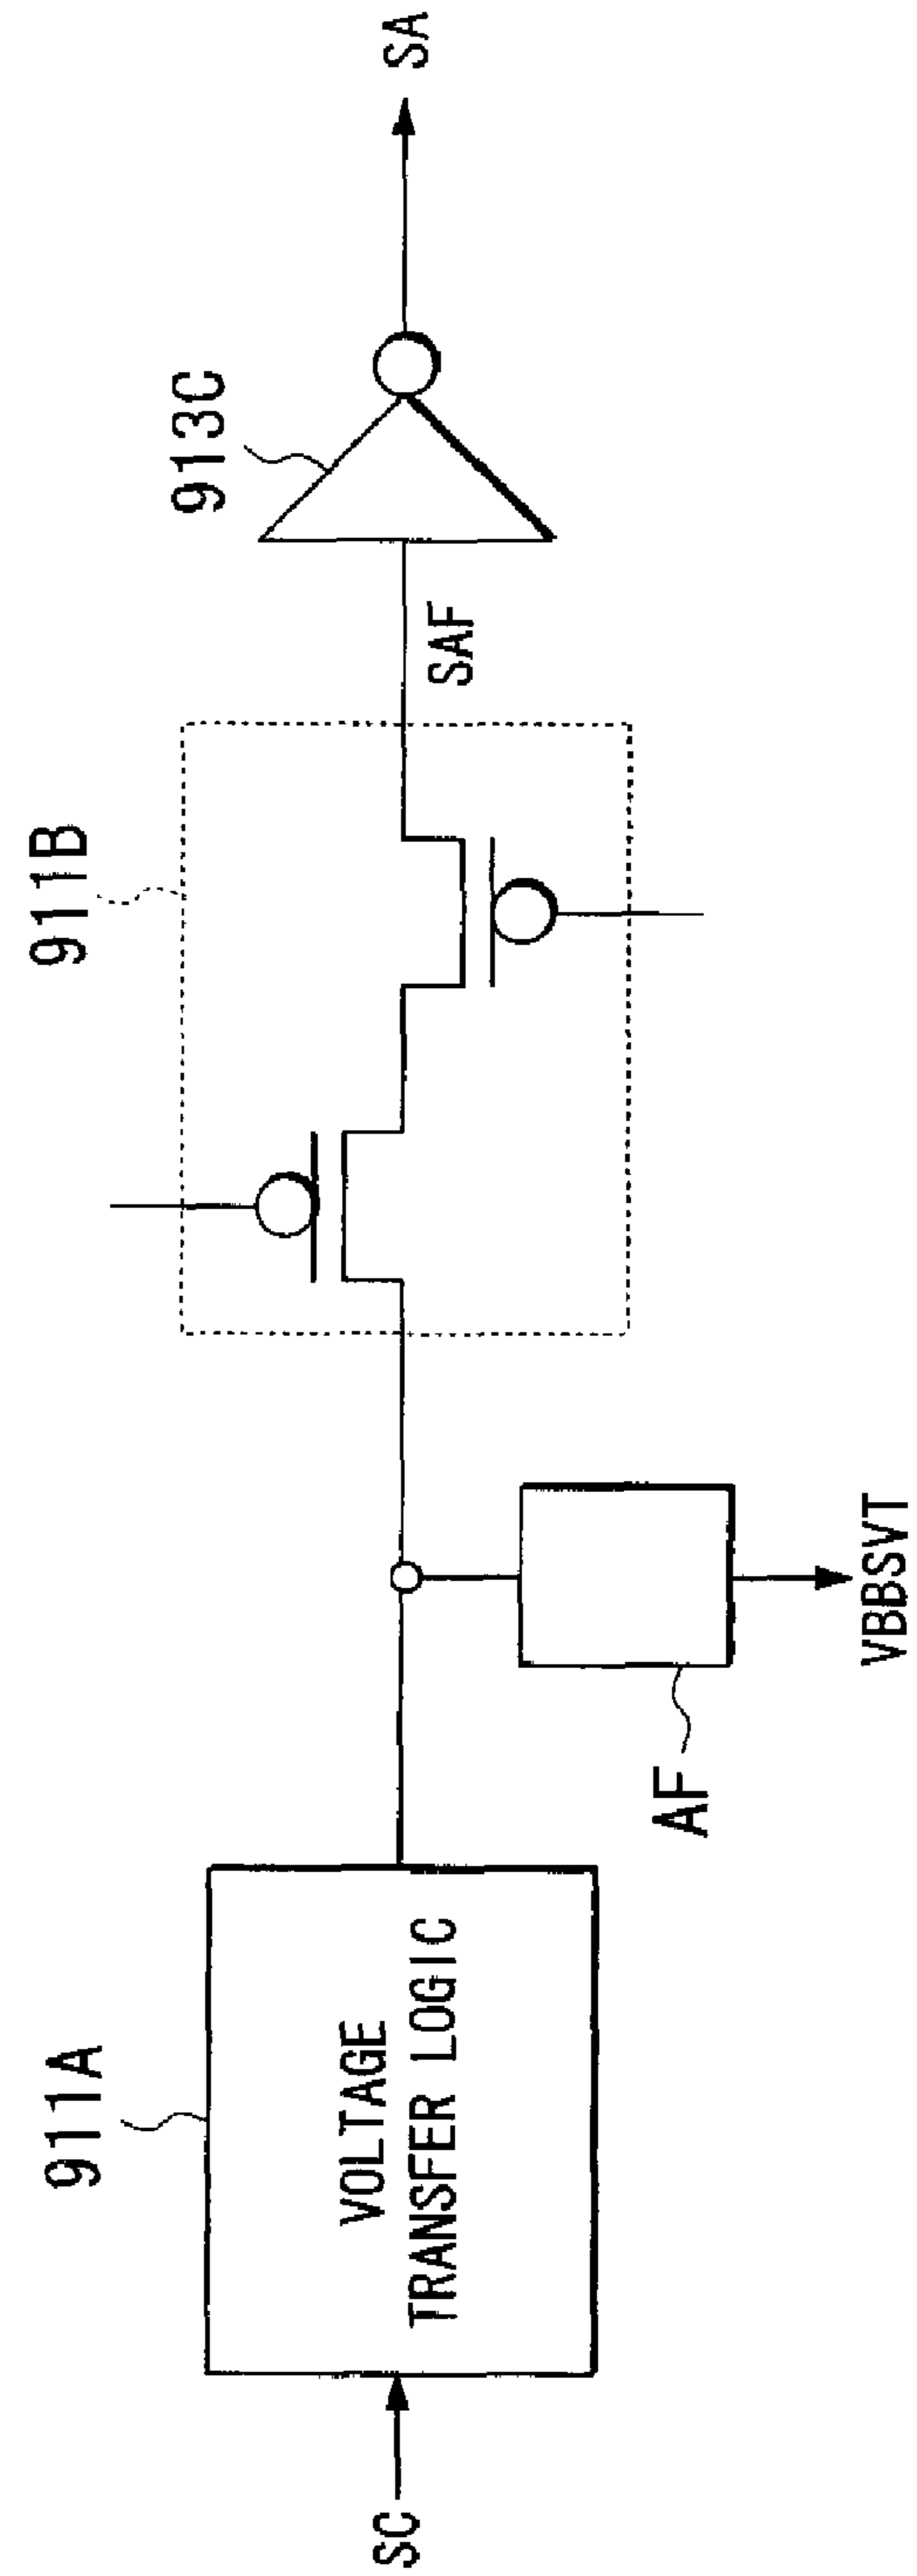 SC
911A
VOLTAGE
TRANSFER LOGIC
AF
VBBSVT
911B
SAF
913C
SA